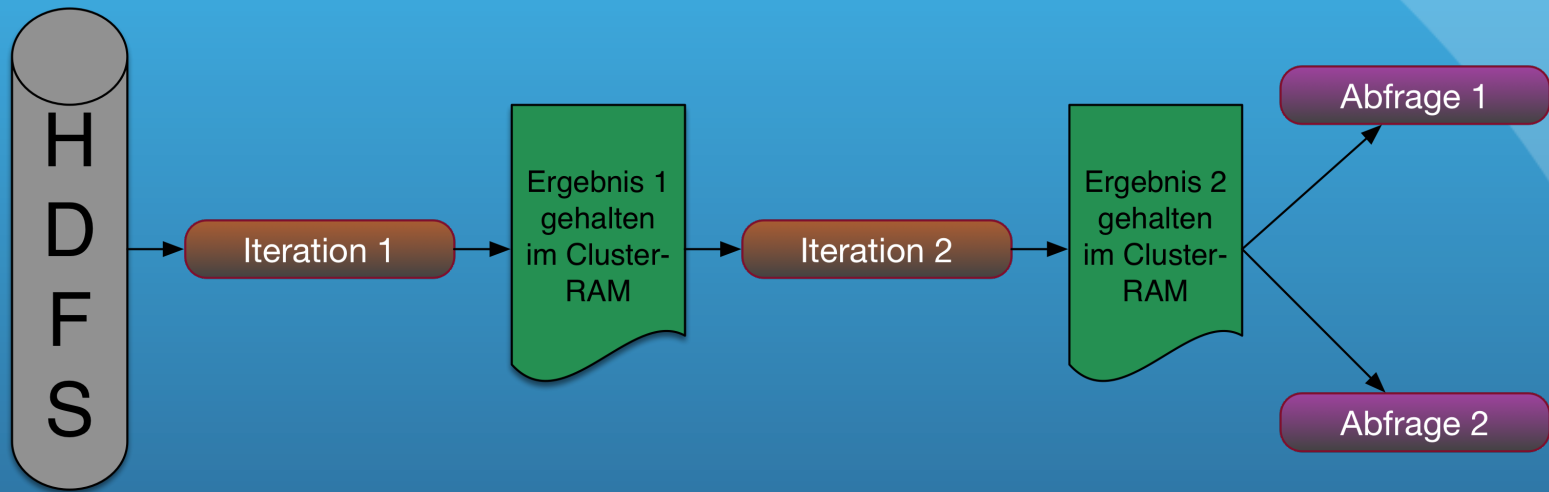 H
D
F
S
Iteration 1
Ergebnis 1
gehalten
im Cluster-
RAM
Iteration 2
Ergebnis 2
gehalten
im Cluster-
RAM
Abfrage 1
Abfrage 2